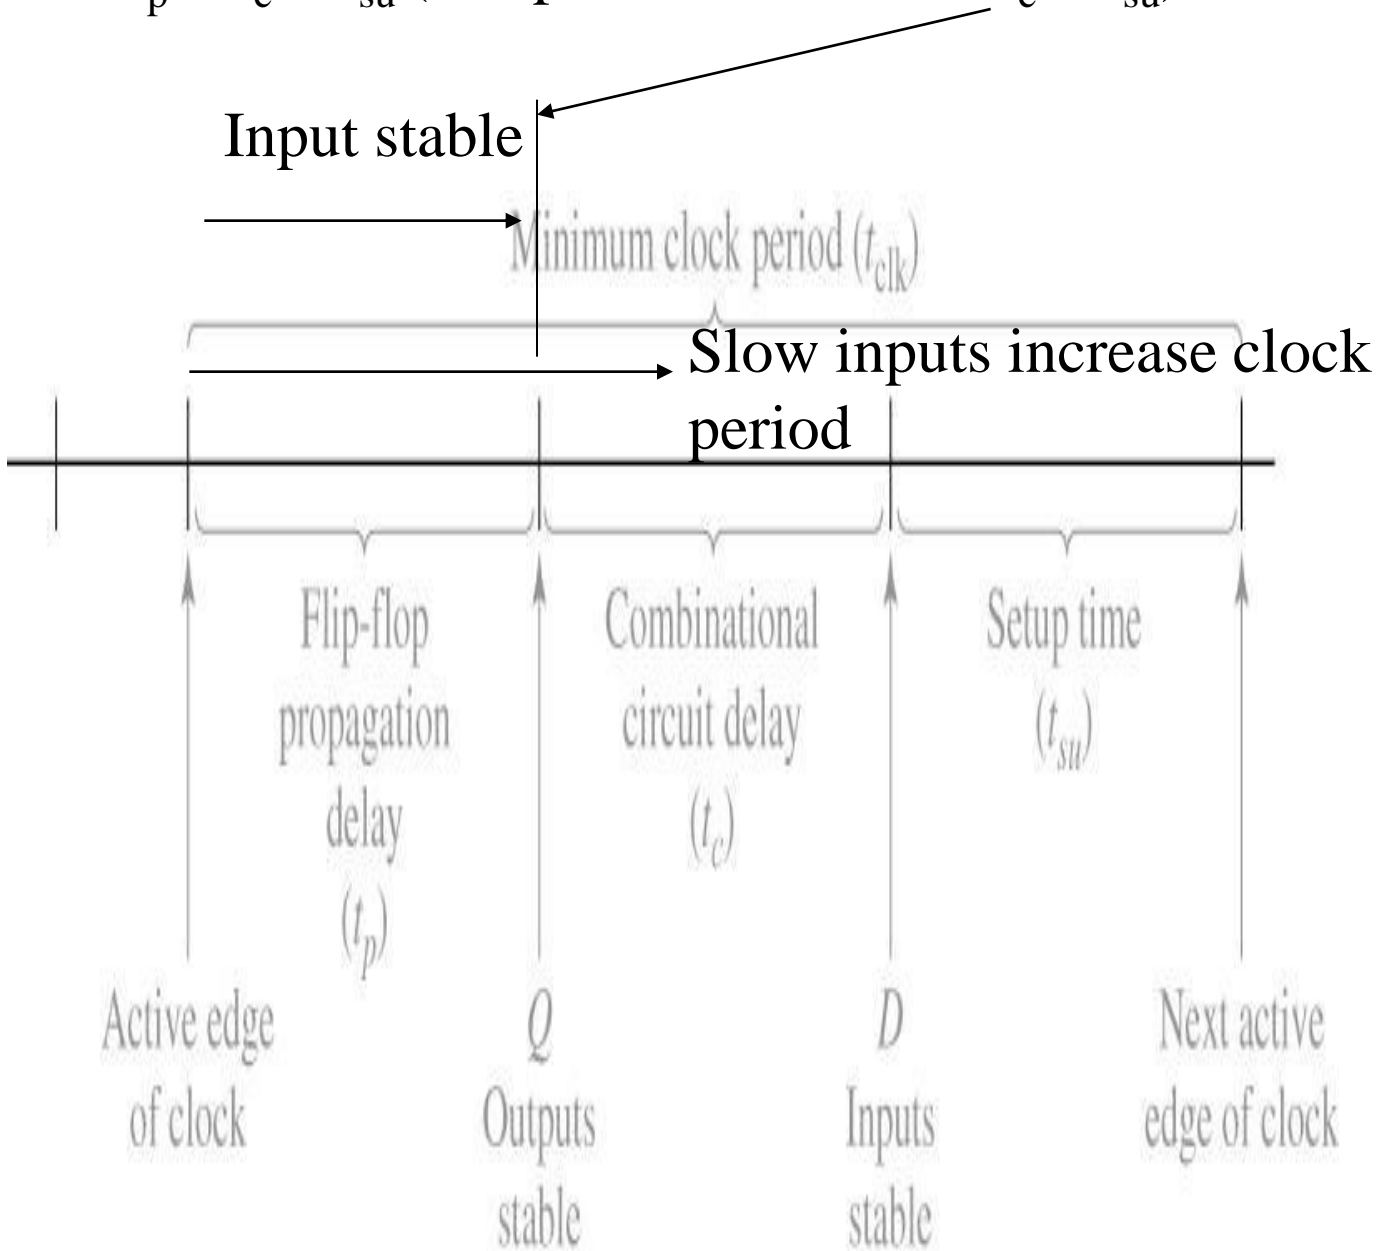 Input stable
Minimum clock period (t_clk)
Slow inputs increase clock
period
Flip-flop
propagation
delay
(t_p)
Combinational
circuit delay
(t_c)
Setup time
(t_su)
Active edge
of clock
Q
Outputs
stable
D
Inputs
stable
Next active
edge of clock